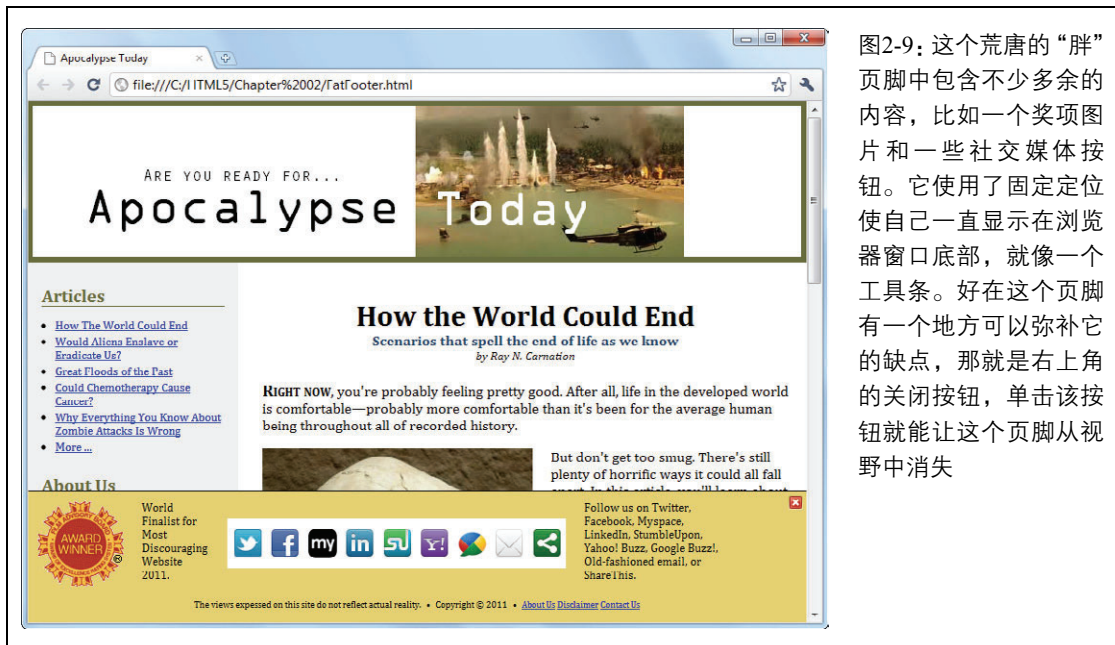 Apocalypse Today
file:///C:/HTML5/Chapter%2002/FatFooter.html
ARE YOU READY FOR...
Apocalypse Today
Articles
How The World Could End
Would Aliens Enslave or
Eradicate Us?
Great Floods of the Past
Could Chemotherapy Cause
Cancer?
Why Everything You Know About
Zombie Attacks Is Wrong
More ...
About Us
How the World Could End
Scenarios that spell the end of life as we know
by Ray N. Carnation
RIGHT NOW, you're probably feeling pretty good. After all, life in the developed world
is comfortable—probably more comfortable than it's been for the average human
being throughout all of recorded history.
But don't get too smug. There's still
plenty of horrific ways it could all fall
apart. In this article, you'll learn about
AWARD
WINNER
®
World
Finalist for
Most
Discouraging
Website
2011.
my
in
Y!
Follow us on Twitter,
Facebook, Myspace,
LinkedIn, StumbleUpon,
Yahoo! Buzz, Google Buzz!,
Old-fashioned email, or
ShareThis.
The views expressed on this site do not reflect actual reality. • Copyright © 2011 • About Us Disclaimer Contact Us
图2-9：这个荒唐的“胖”
页脚中包含不少多余的
内容，比如一个奖项图
片和一些社交媒体按
钮。它使用了固定定位
使自己一直显示在浏览
器窗口底部，就像一个
工具条。好在这个页脚
有一个地方可以弥补它
的缺点，那就是右上角
的关闭按钮，单击该按
钮就能让这个页脚从视
野中消失